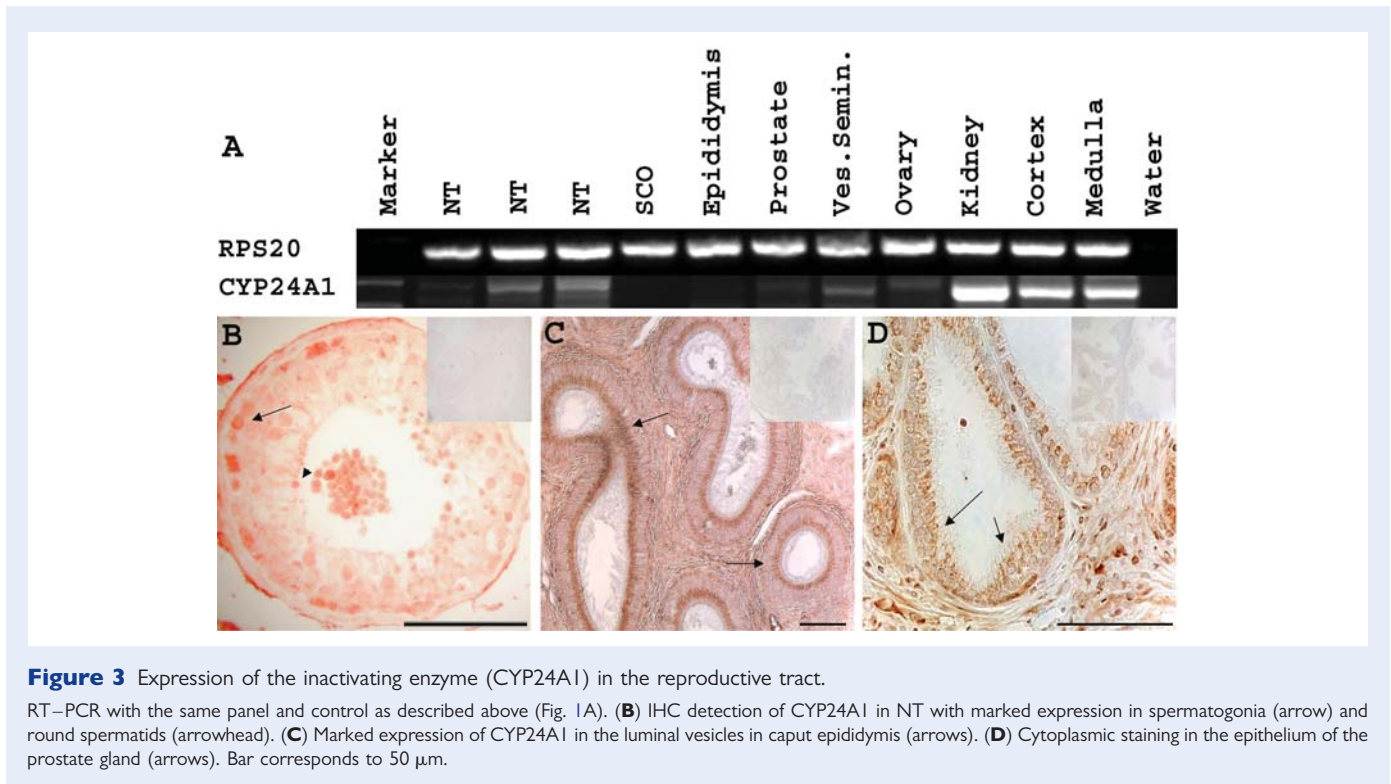 A
Marker
NT
NT
NT
SCO
Epididymis
Prostate
Ves.Semin.
Ovary
Kidney
Cortex
Medulla
Water
RPS20
CYP24A1
B
C
D
Figure 3 Expression of the inactivating enzyme (CYP24A1) in the reproductive tract.
RT–PCR with the same panel and control as described above (Fig. 1A). (B) IHC detection of CYP24A1 in NT with marked expression in spermatogonia (arrow) and
round spermatids (arrowhead). (C) Marked expression of CYP24A1 in the luminal vesicles in caput epididymis (arrows). (D) Cytoplasmic staining in the epithelium of the
prostate gland (arrows). Bar corresponds to 50 μm.